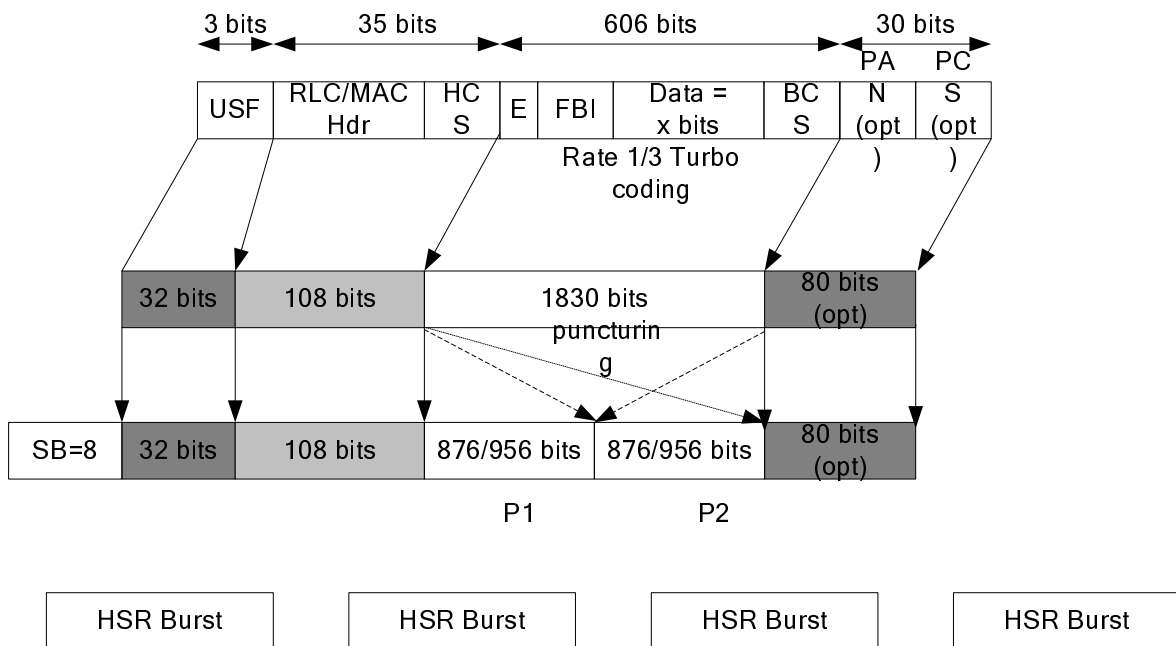 3 bits 35 bits 606 bits 30 bits
USF RLC/MAC Hdr HC S E FBI Data = x bits BC S PA N (opt ) PC S (opt )
Rate 1/3 Turbo
coding
32 bits 108 bits 1830 bits 80 bits (opt)
puncturin
g
SB=8 32 bits 108 bits 876/956 bits 876/956 bits 80 bits (opt)
P1 P2
HSR Burst HSR Burst HSR Burst HSR Burst